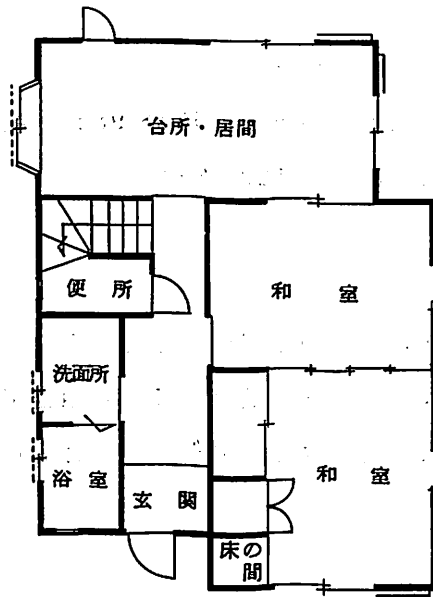 台所・居間
便 所
和 室
洗面所
和 室
浴 室
玄 関
床の
間